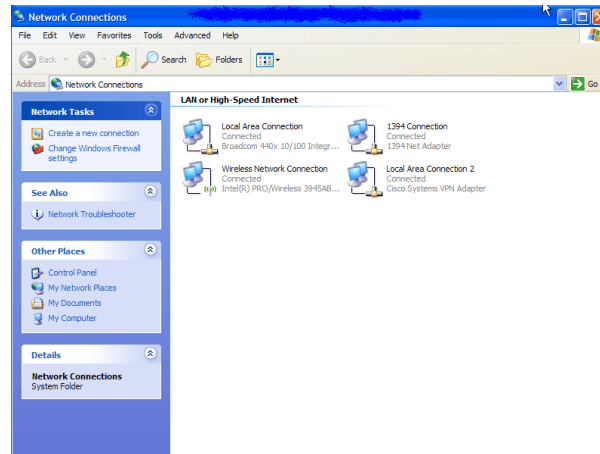 Network Connections
File Edit View Favorites Tools Advanced Help
Back Search Folders
Address Network Connections Go
Network Tasks
Create a new connection
Change Windows Firewall
settings
See Also
Network Troubleshooter
Other Places
Control Panel
My Network Places
My Documents
My Computer
Details
Network Connections
System Folder
LAN or High-Speed Internet
Local Area Connection
Connected
Broadcom 440x 10/100 Integr...
1394 Connection
Connected
1394 Net Adapter
Wireless Network Connection
Connected
Intel(R) PRO/Wireless 3945AB...
Local Area Connection 2
Connected
Cisco Systems VPN Adapter